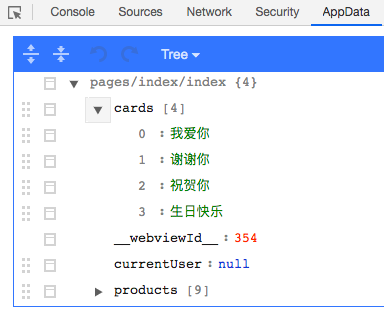 Console Sources Network Security AppData
Tree
pages/index/index {4}
cards [4]
0 : 我爱你
1 : 谢谢你
2 : 祝贺你
3 : 生日快乐
__webviewId__ : 354
currentUser : null
products [9]